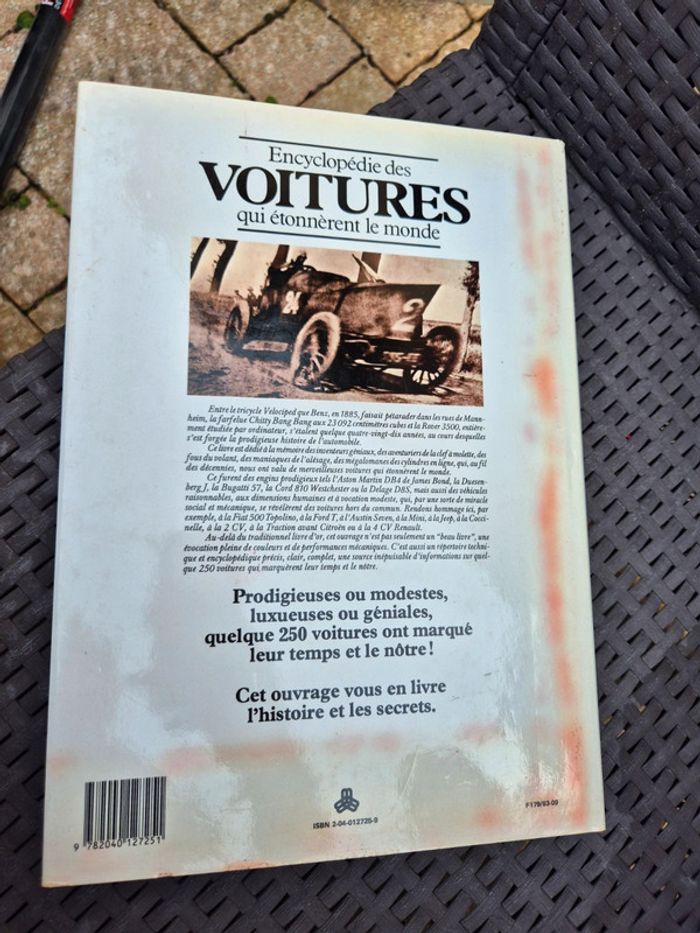 Encyclopédie des
VOITURES
qui étonnèrent le monde
2
Entre le tricycle Velociped que Benz, en 1885, faisait pétarader dans les rues de Mann-
heim, la farfelue Chitty Bang Bang aux 23 092 centimètres cubes et la Rover 3500, entière-
ment étudiée par ordinateur, s'étalent quelque quatre-vingt-dix années, au cours desquelles
s'est forgée la prodigieuse histoire de l'automobile.
Ce livre est dédié à la mémoire des inventeurs géniaux, des aventuriers de la clef à molette, des
fous du volant, des maniaques de l'alésage, des mégalomanes des cylindres en ligne, qui, au fil
des décennies, nous ont valu de merveilleuses voitures qui étonnèrent le monde.
Ce furent des engins prodigieux tels l'Aston Martin DB4 de James Bond, la Duesen-
berg J, la Bugatti 57, la Cord 810 Westchester ou la Delage D8S, mais aussi des véhicules
raisonnables, aux dimensions humaines et à vocation modeste, qui, par une sorte de miracle
social et mécanique, se révélèrent des voitures hors du commun. Rendons hommage ici, par
exemple, à la Fiat 500 Topolino, à la Ford T, à l'Austin Seven, à la Mini, à la Jeep, à la Cocci-
nelle, à la 2 CV, à la Traction avant Citroën ou à la 4 CV Renault.
Au-delà du traditionnel livre d'or, cet ouvrage n'est pas seulement un "beau livre", une
évocation pleine de couleurs et de performances mécaniques. C'est aussi un répertoire techni-
que et encyclopédique précis, clair, complet, une source inépuisable d'informations sur quel-
que 250 voitures qui marquèrent leur temps et le nôtre.
Prodigieuses ou modestes,
luxueuses ou géniales,
quelque 250 voitures ont marqué
leur temps et le nôtre !
Cet ouvrage vous en livre
l'histoire et les secrets.
9 782040 127251
ISBN 2-04-012725-9
F179/83-09